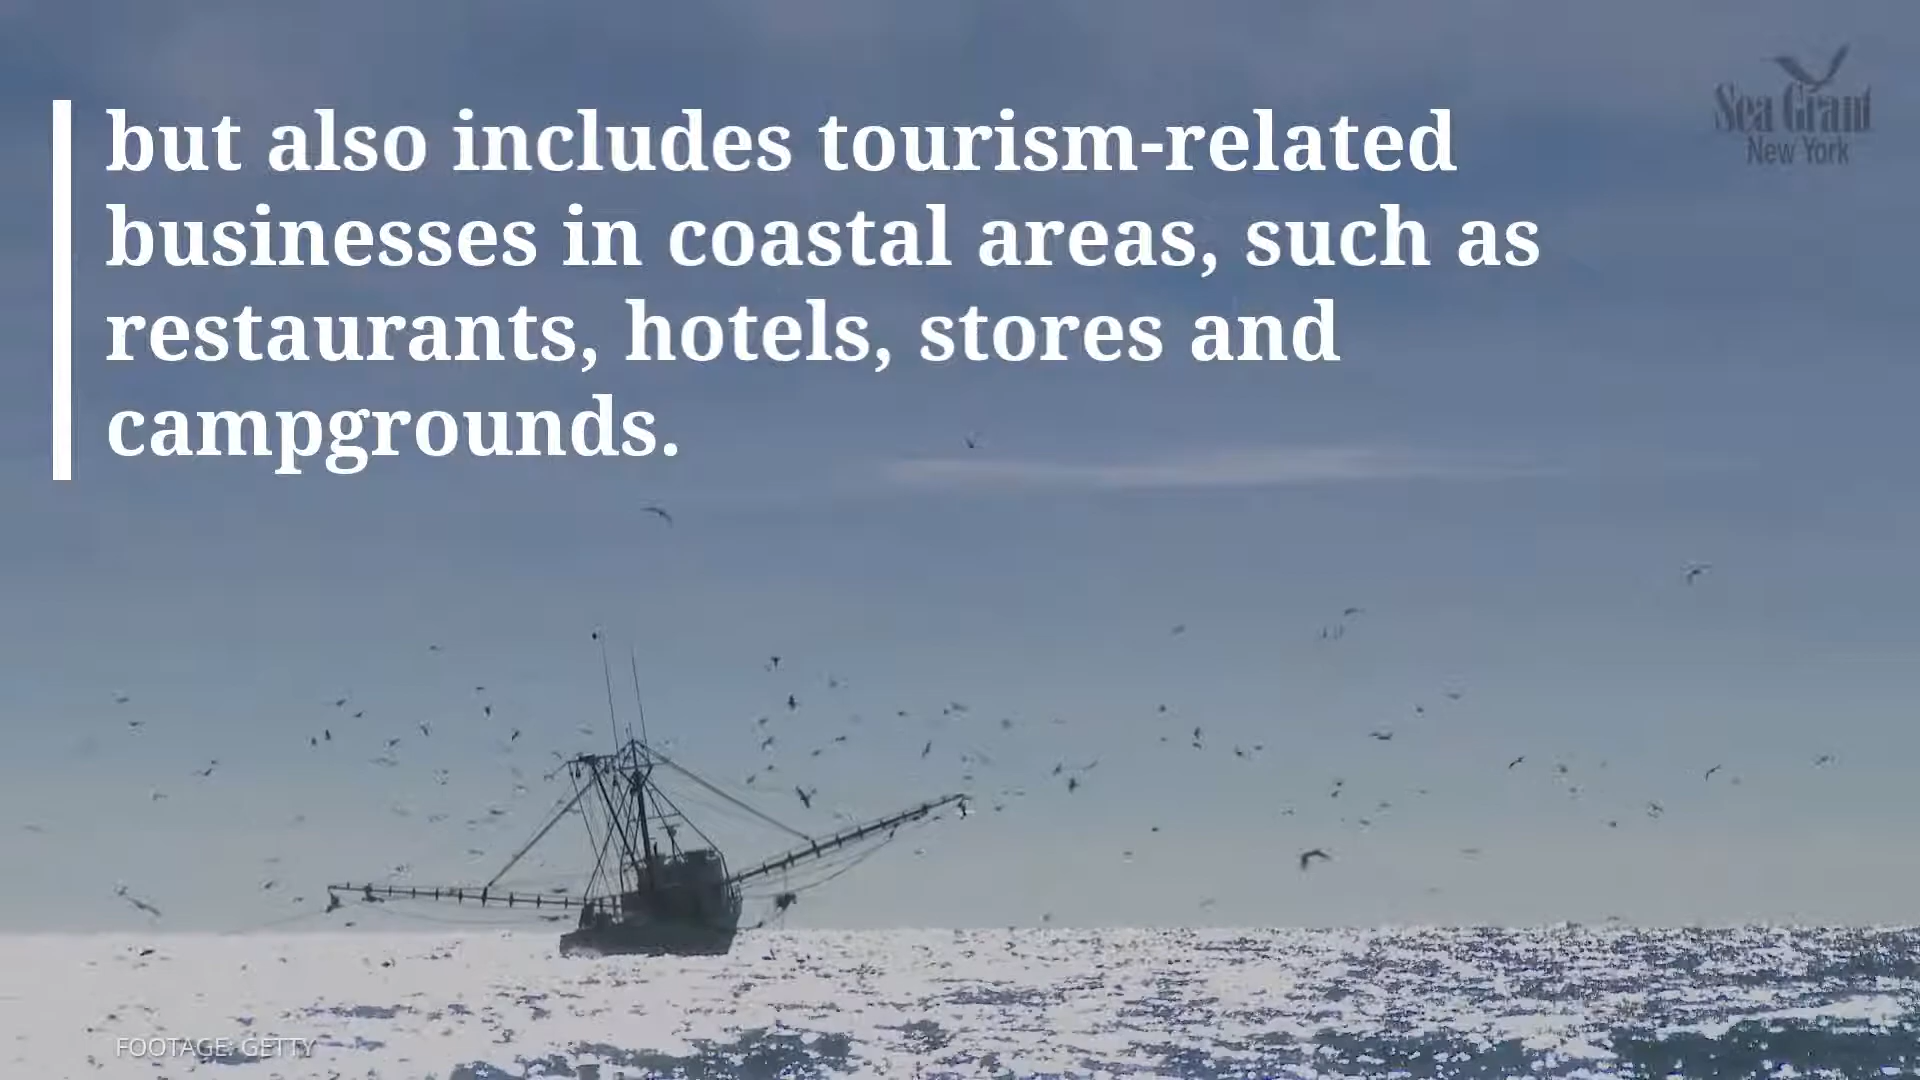 but also includes tourism-related
businesses in coastal areas, such as
restaurants, hotels, stores and
campgrounds.
Sea Grant
New York
FOOTAGE: GETTY